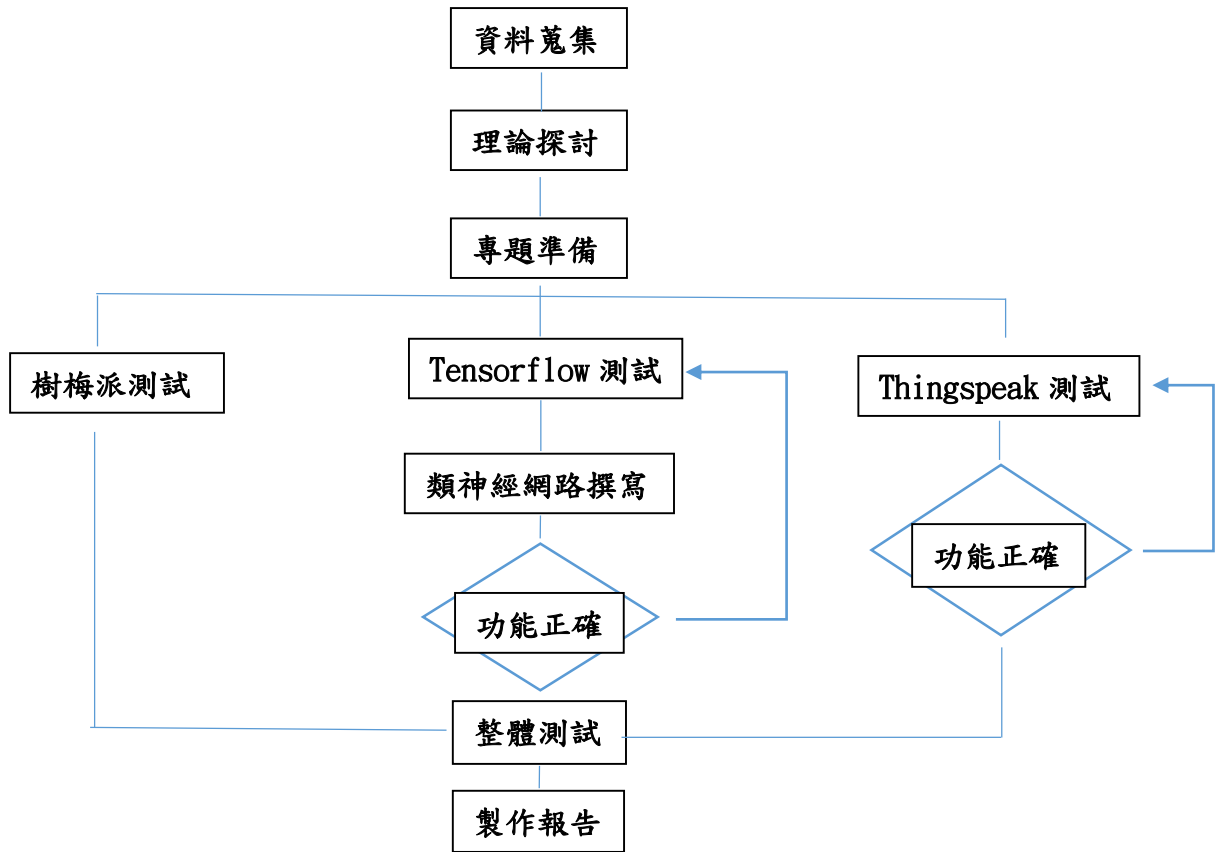 資料蒐集
理論探討
專題準備
樹梅派測試
Tensorflow 測試
Thingspeak 測試
類神經網路撰寫
功能正確
功能正確
整體測試
製作報告